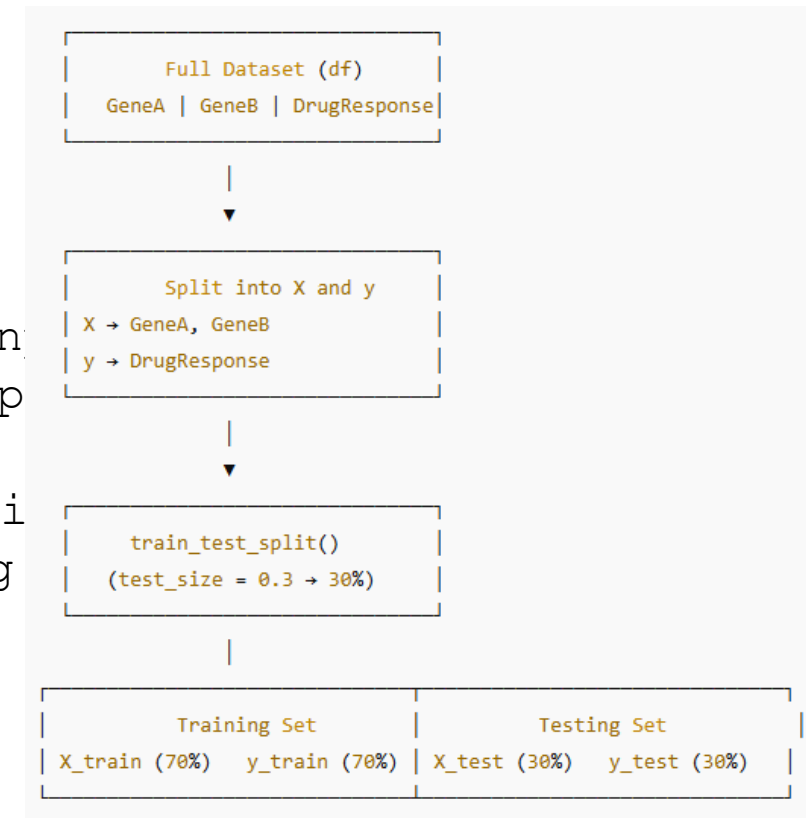 Full Dataset (df)
GeneA | GeneB | DrugResponse
Split into X and y
X → GeneA, GeneB
y → DrugResponse
train_test_split()
(test_size = 0.3 → 30%)
Training Set | Testing Set
X_train (70%) y_train (70%) | X_test (30%) y_test (30%)